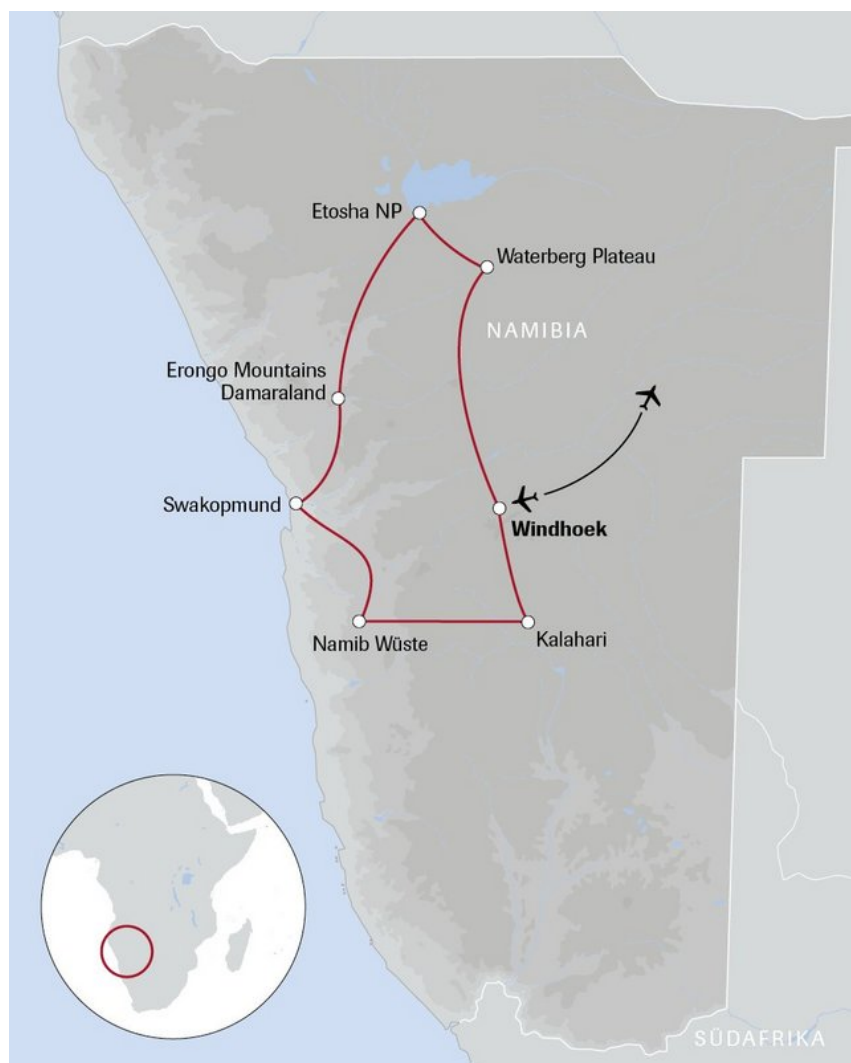 Etosha NP
Waterberg Plateau
NAMIBIA
Erongo Mountains
Damaraland
Swakopmund
Windhoek
Namib Wüste
Kalahari
SÜDAFRIKA